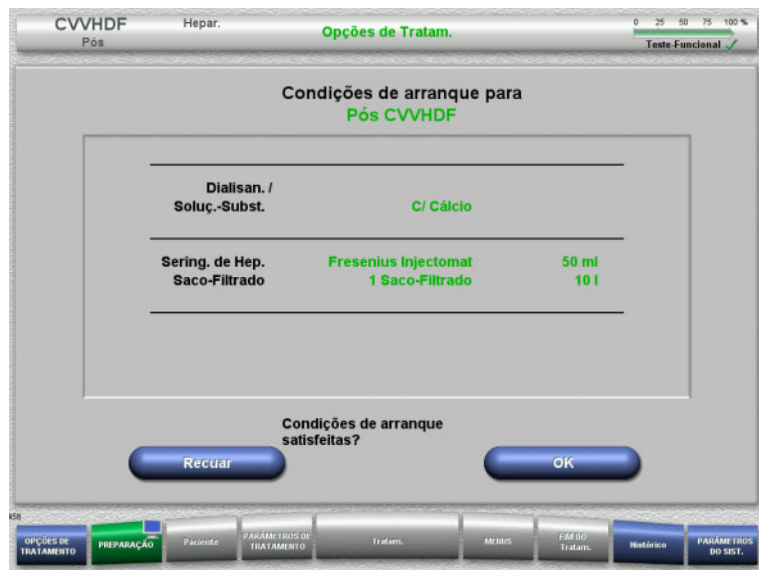 CVVHDF
Pós
Hepar.
Opções de Tratam.
0 25 50 75 100 %
Teste-Funcional
Condições de arranque para
Pós CVVHDF
Dialisan. /
Soluç.-Subst. C/ Cálcio
Sering. de Hep. Fresenius Injectomat 50 ml
Saco-Filtrado 1 Saco-Filtrado 10 l
Condições de arranque
satisfeitas?
Recuar OK
OPÇÕES DE
TRATAMENTO
PREPARAÇÃO
Paciente
PARÂMETROS DE
TRATAMENTO
Tratam.
MENUS
FIM DO
Tratam.
Histórico
PARÂMETROS
DO SIST.